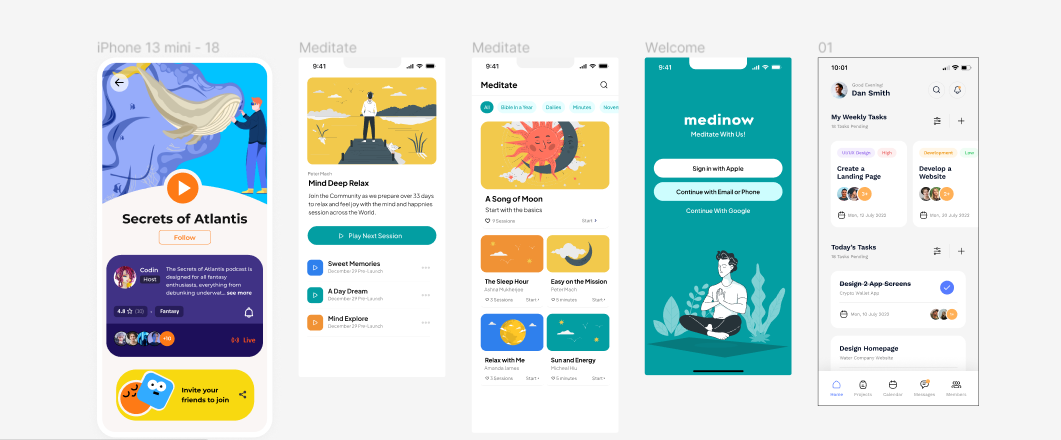 iPhone 13 mini - 18
Secrets of Atlantis
Follow
Codin
Host
The Secrets of Atlantis podcast is
designed for all fantasy
enthusiasts, everything from
debunking underwat... see more
4.8 (30)
Fantasy
+10
Live
Invite your
friends to join
Meditate
9:41
Peter Mach
Mind Deep Relax
Join the Community as we prepare over 33 days
to relax and feel joy with the mind and happnies
session across the World.
Play Next Session
Sweet Memories
December 29 Pre-Launch
A Day Dream
December 29 Pre-Launch
Mind Explore
December 29 Pre-Launch
Meditate
9:41
Meditate
All
Bible In a Year
Dailies
Minutes
Novem
A Song of Moon
Start with the basics
9 Sessions
Start
The Sleep Hour
Ashna Mukherjee
3 Sessions
Start
Easy on the Mission
Peter Mach
5 minutes
Start
Relax with Me
Amanda James
3 Sessions
Start
Sun and Energy
Micheal Hiu
5 minutes
Start
Welcome
9:41
medinow
Meditate With Us!
Sign in with Apple
Continue with Email or Phone
Continue With Google
01
10:01
Good Evening!
Dan Smith
My Weekly Tasks
18 Tasks Pending
UI/UX Design
High
Create a
Landing Page
Mon, 12 July 2022
Development
Low
Develop a
Website
Mon, 20 July 2022
Today's Tasks
18 Tasks Pending
Design 2 App Screens
Crypto Wallet App
Mon, 10 July 2022
Design Homepage
Water Company Website
Home
Projects
Calendar
Messages
Members